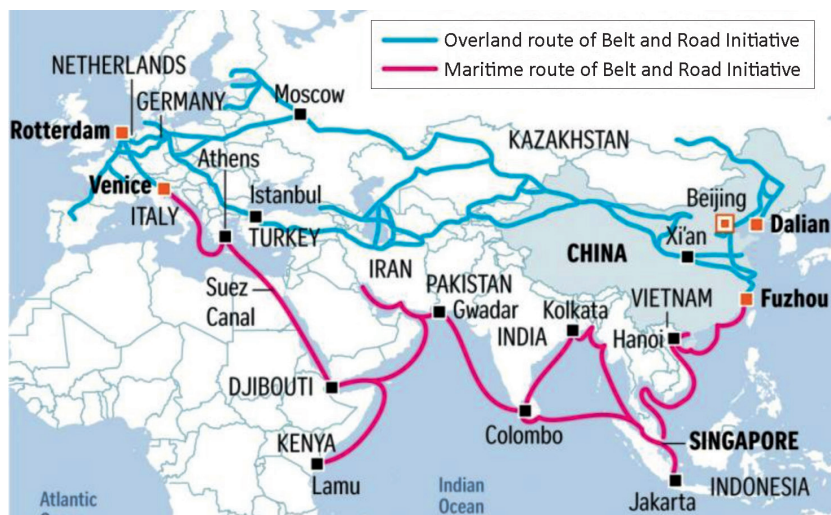 Overland route of Belt and Road Initiative
Maritime route of Belt and Road Initiative
NETHERLANDS
GERMANY
Moscow
Rotterdam
KAZAKHSTAN
Athens
Venice
Istanbul
Beijing
ITALY
TURKEY
Dalian
Xi'an
CHINA
IRAN
PAKISTAN
Suez
Canal
Gwadar
Kolkata
VIETNAM
Fuzhou
INDIA
Hanoi
DJIBOUTI
Colombo
SINGAPORE
KENYA
Lamu
Jakarta
INDONESIA
Atlantic
Indian
Ocean